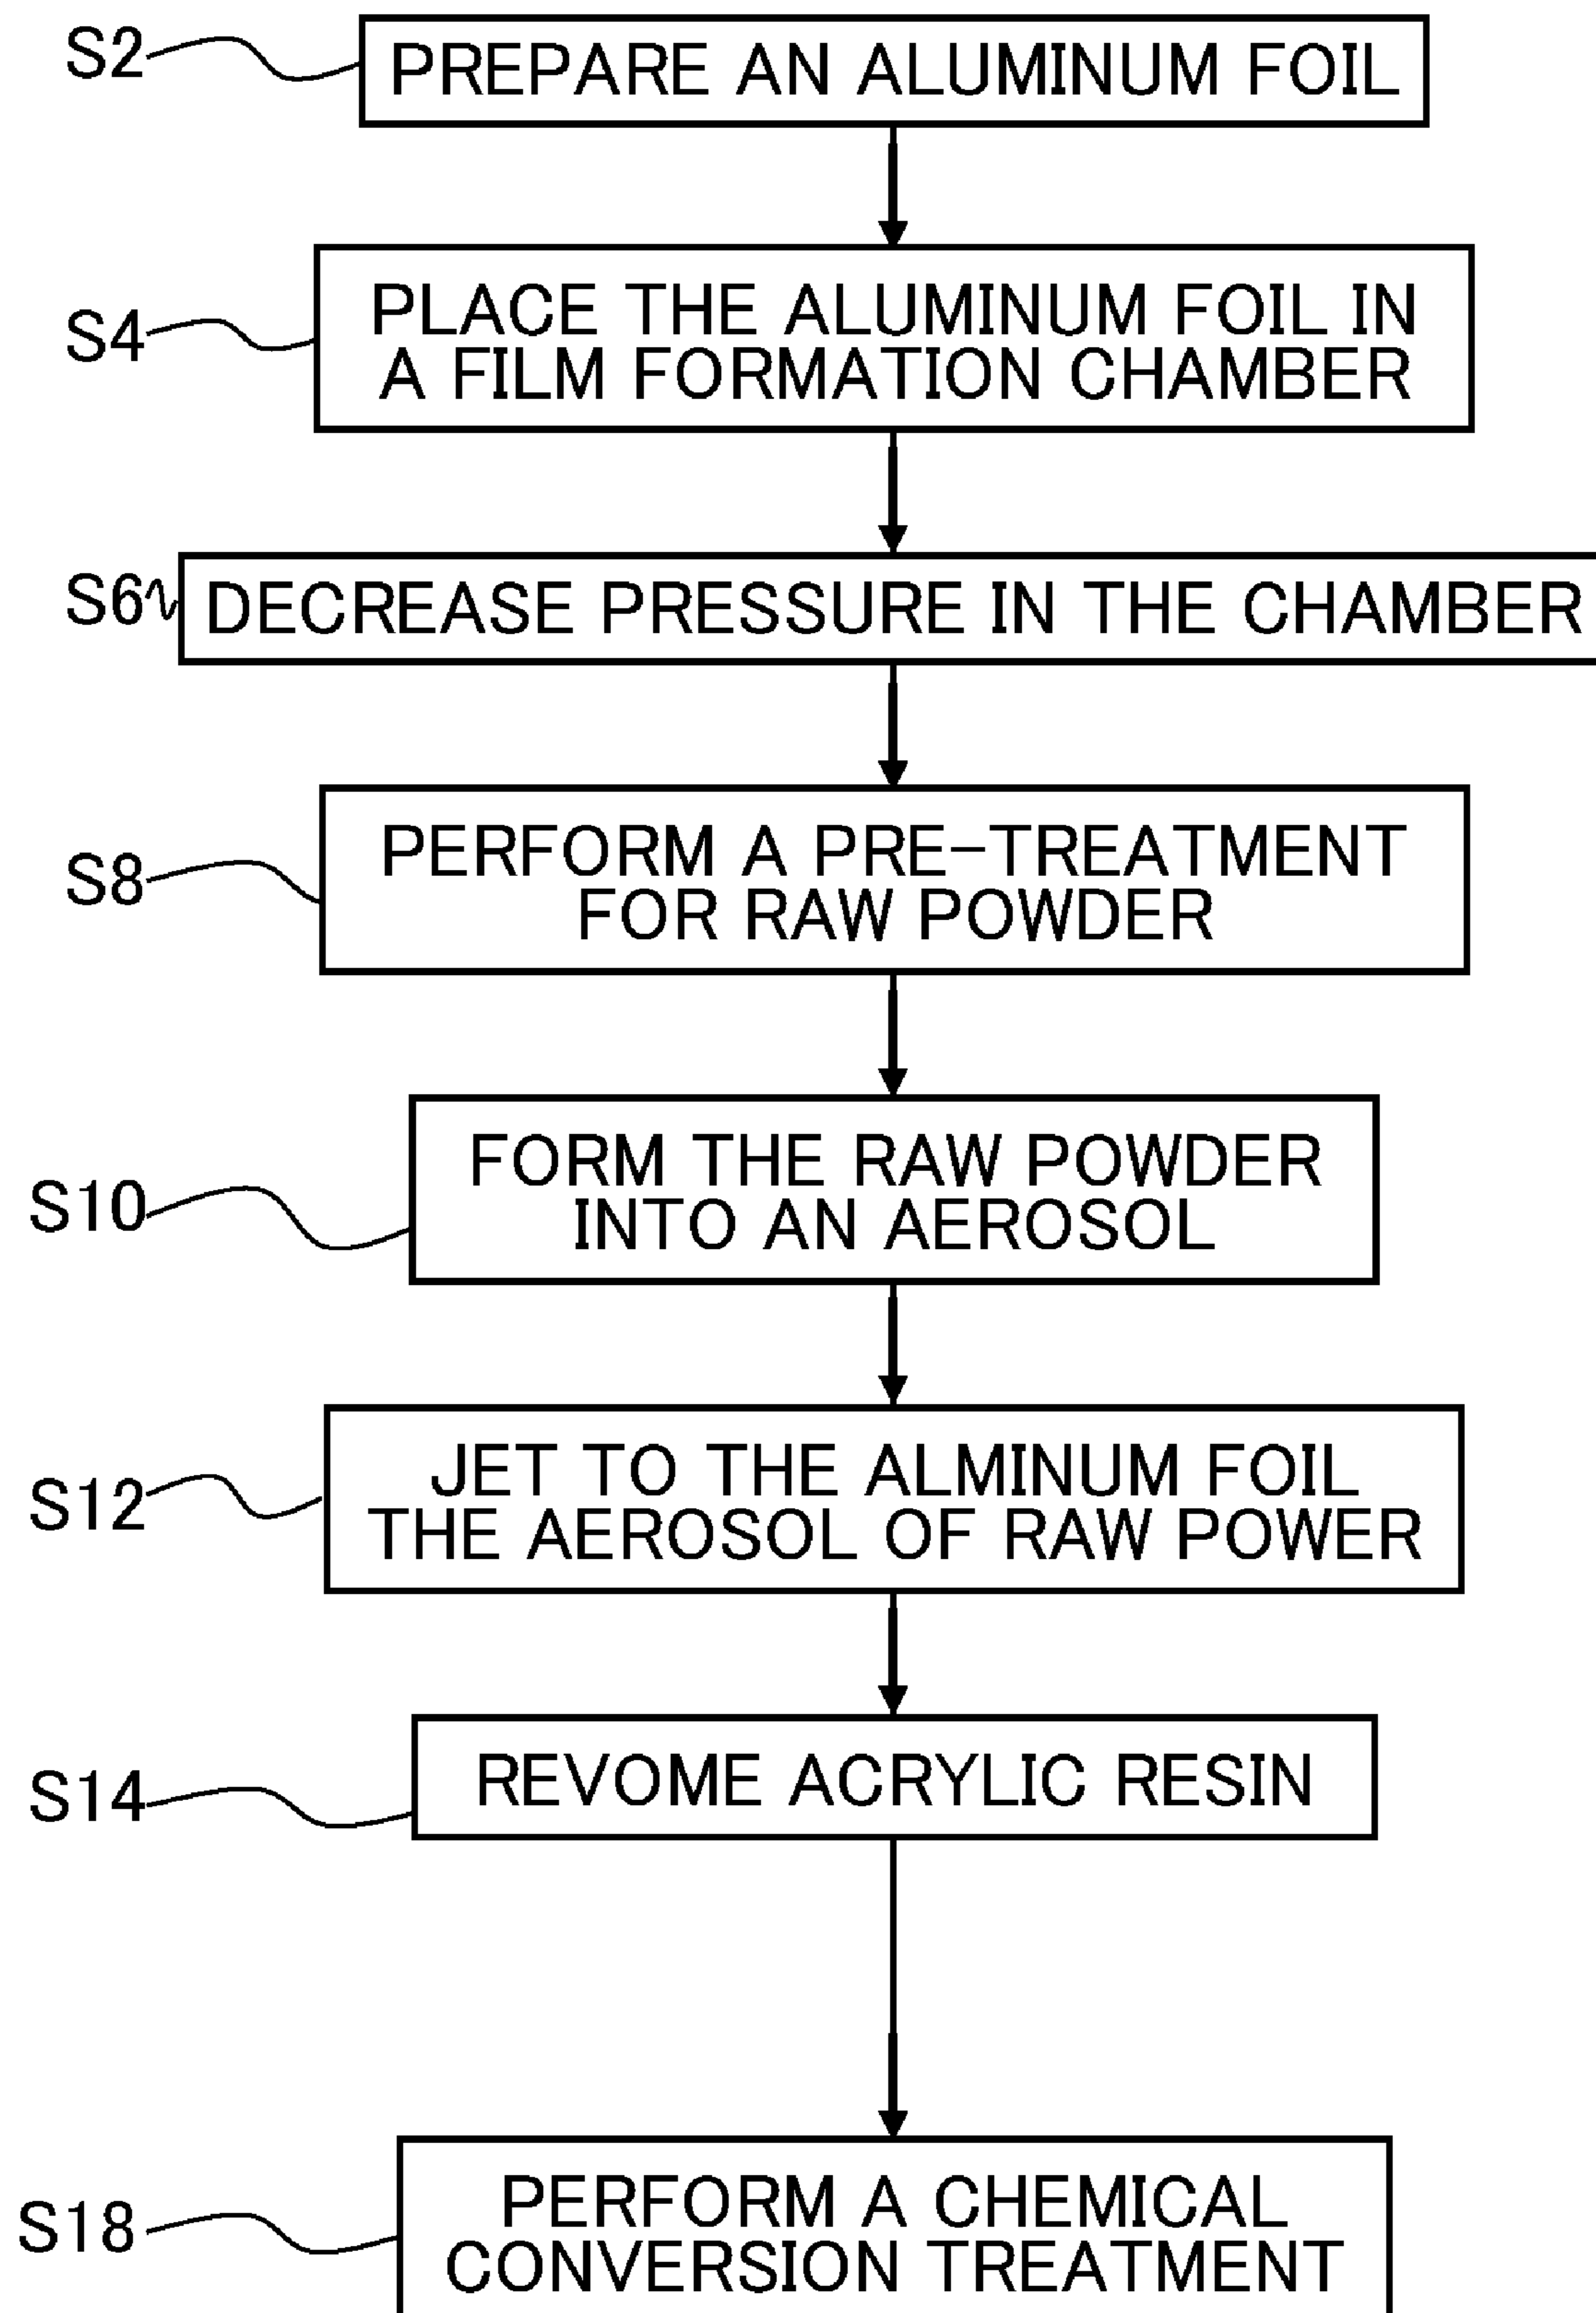 S2
PREPARE AN ALUMINUM FOIL
S4
PLACE THE ALUMINUM FOIL IN
A FILM FORMATION CHAMBER
S6
DECREASE PRESSURE IN THE CHAMBER
S8
PERFORM A PRE-TREATMENT
FOR RAW POWDER
S10
FORM THE RAW POWDER
INTO AN AEROSOL
S12
JET TO THE ALMINUM FOIL
THE AEROSOL OF RAW POWER
S14
REVOME ACRYLIC RESIN
S18
PERFORM A CHEMICAL
CONVERSION TREATMENT